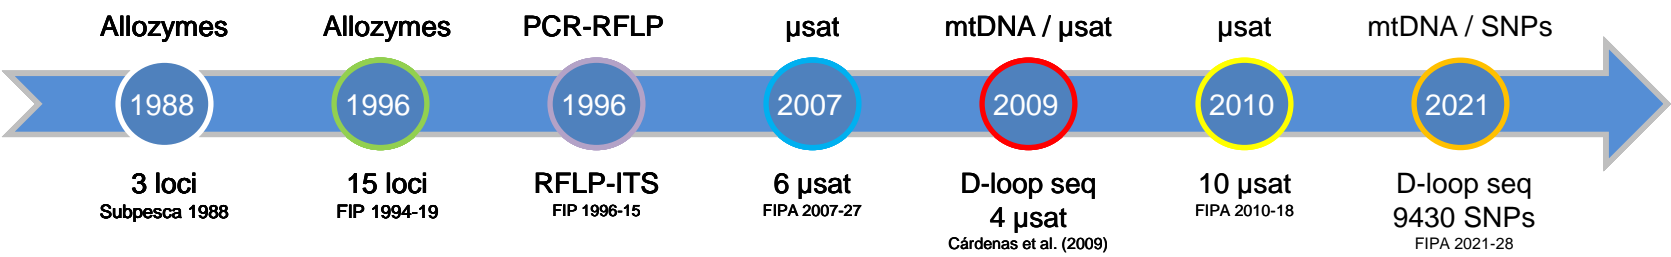 Allozymes
Allozymes
PCR-RFLP
µsat
mtDNA / µsat
µsat
mtDNA / SNPs
1988
1996
1996
2007
2009
2010
2021
3 loci
Subpesca 1988
15 loci
FIP 1994-19
RFLP-ITS
FIP 1996-15
6 µsat
FIPA 2007-27
D-loop seq
4 µsat
Cárdenas et al. (2009)
10 µsat
FIPA 2010-18
D-loop seq
9430 SNPs
FIPA 2021-28